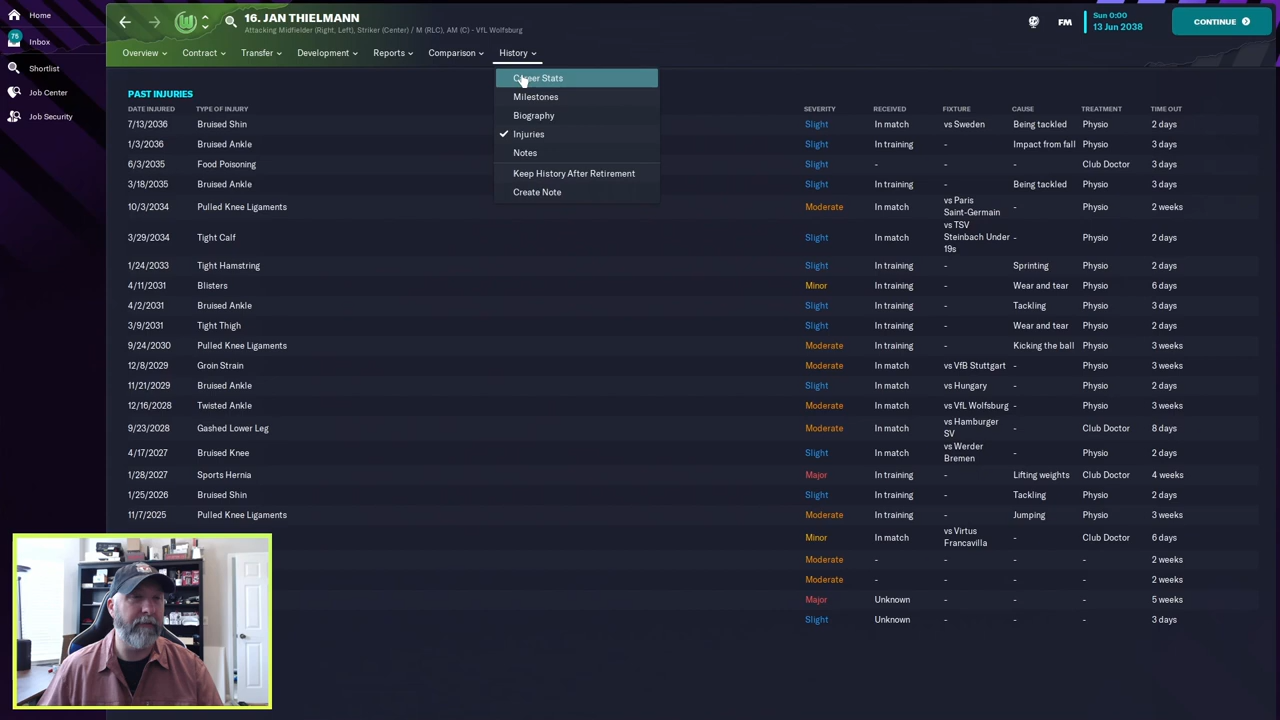 Home
16. JAN THIELMANN
Attacking Midfielder (Right, Left), Striker (Center) / M (RLC), AM (C) - VfL Wolfsburg
FM
Sun 0:00
13 Jun 2038
CONTINUE
75
Inbox
Shortlist
Job Center
Job Security
Overview Contract Transfer Development Reports Comparison History
Career Stats
Milestones
Biography
Injuries
Notes
Keep History After Retirement
Create Note
PAST INJURIES
DATE INJURED TYPE OF INJURY SEVERITY RECEIVED FIXTURE CAUSE TREATMENT TIME OUT
7/13/2036 Bruised Shin Slight In match vs Sweden Being tackled Physio 2 days
1/3/2036 Bruised Ankle Slight In training - Impact from fall Physio 3 days
6/3/2035 Food Poisoning Slight - - - Club Doctor 3 days
3/18/2035 Bruised Ankle Slight In training - Being tackled Physio 3 days
10/3/2034 Pulled Knee Ligaments Moderate In match vs Paris Saint-Germain - Physio 2 weeks
3/29/2034 Tight Calf Slight In match vs TSV Steinbach Under 19s - Physio 2 days
1/24/2033 Tight Hamstring Slight In training - Sprinting Physio 2 days
4/11/2031 Blisters Minor In training - Wear and tear Physio 6 days
4/2/2031 Bruised Ankle Slight In training - Tackling Physio 3 days
3/9/2031 Tight Thigh Slight In training - Wear and tear Physio 2 days
9/24/2030 Pulled Knee Ligaments Moderate In training - Kicking the ball Physio 3 weeks
12/8/2029 Groin Strain Moderate In match vs VfB Stuttgart - Physio 3 weeks
11/21/2029 Bruised Ankle Slight In match vs Hungary - Physio 2 days
12/16/2028 Twisted Ankle Moderate In match vs VfL Wolfsburg - Physio 3 weeks
9/23/2028 Gashed Lower Leg Moderate In match vs Hamburger SV - Club Doctor 8 days
4/17/2027 Bruised Knee Slight In match vs Werder Bremen - Physio 2 days
1/28/2027 Sports Hernia Major In training - Lifting weights Club Doctor 4 weeks
1/25/2026 Bruised Shin Slight In training - Tackling Physio 2 days
11/7/2025 Pulled Knee Ligaments Moderate In training - Jumping Physio 3 weeks
Minor In match vs Virtus Francavilla - Club Doctor 6 days
Moderate - - - - 2 weeks
Moderate - - - - 2 weeks
Major Unknown - - - 5 weeks
Slight Unknown - - - 3 days